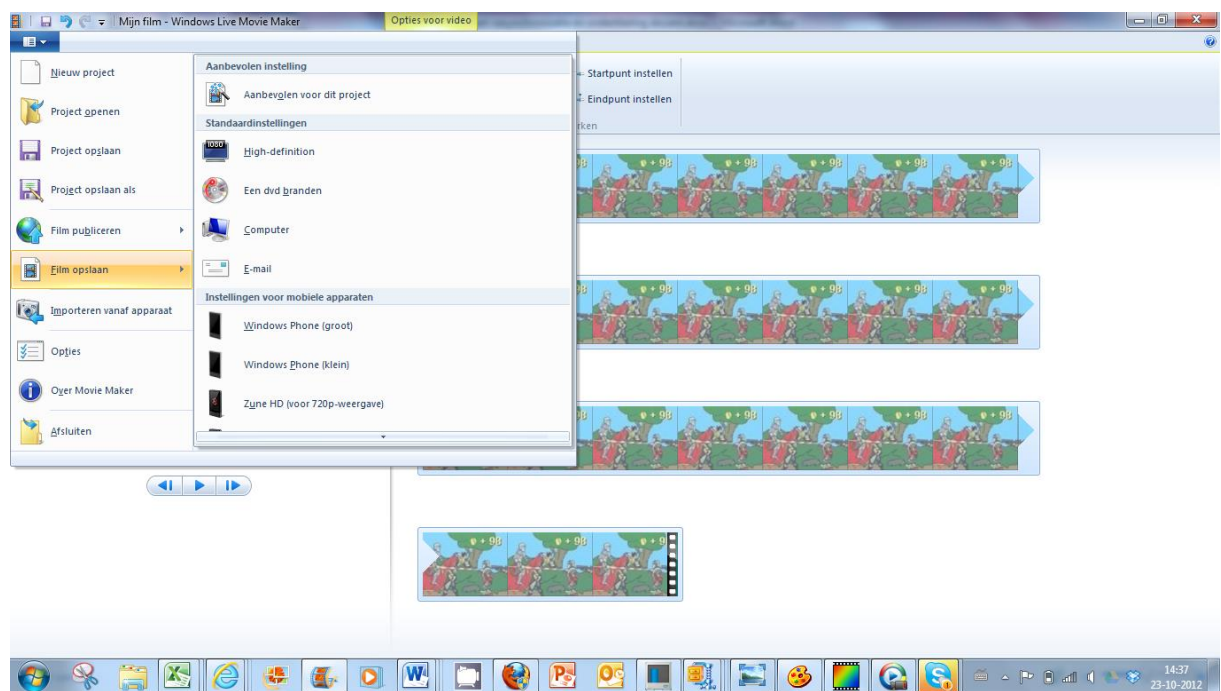 Mijn film - Windows Live Movie Maker
Opties voor video
Nieuw project
Project openen
Project opslaan
Project opslaan als
Film publiceren
Film opslaan
Importeren vanaf apparaat
Opties
Over Movie Maker
Afsluiten
Aanbevolen instelling
Aanbevolen voor dit project
Standaardinstellingen
1080
High-definition
Een dvd branden
Computer
E-mail
Instellingen voor mobiele apparaten
Windows Phone (groot)
Windows Phone (klein)
Zune HD (voor 720p-weergave)
Startpunt instellen
Eindpunt instellen
rken
14:37
23-10-2012